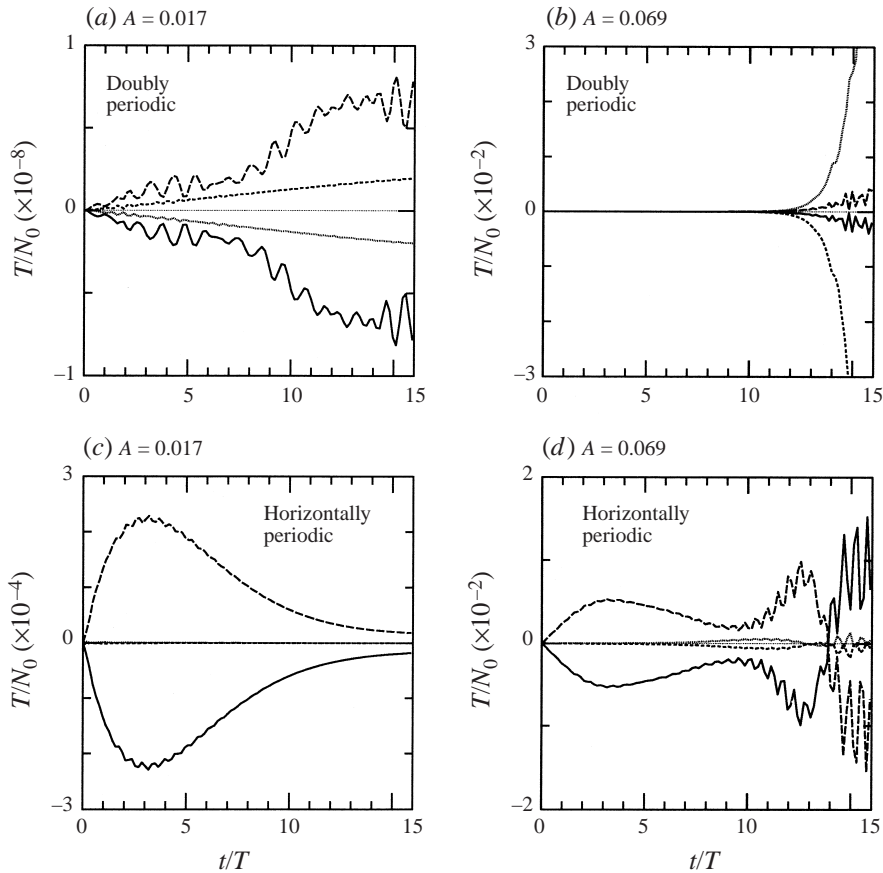 (a) A = 0.017
(b) A = 0.069
1
0
–1
T/N0 (×10–8)
Doubly
periodic
0
5
10
15
3
0
–3
T/N0 (×10–2)
Doubly
periodic
0
5
10
15
(c) A = 0.017
(d) A = 0.069
3
0
–3
T/N0 (×10–4)
Horizontally
periodic
0
5
10
15
t/T
2
0
–2
T/N0 (×10–2)
Horizontally
periodic
0
5
10
15
t/T